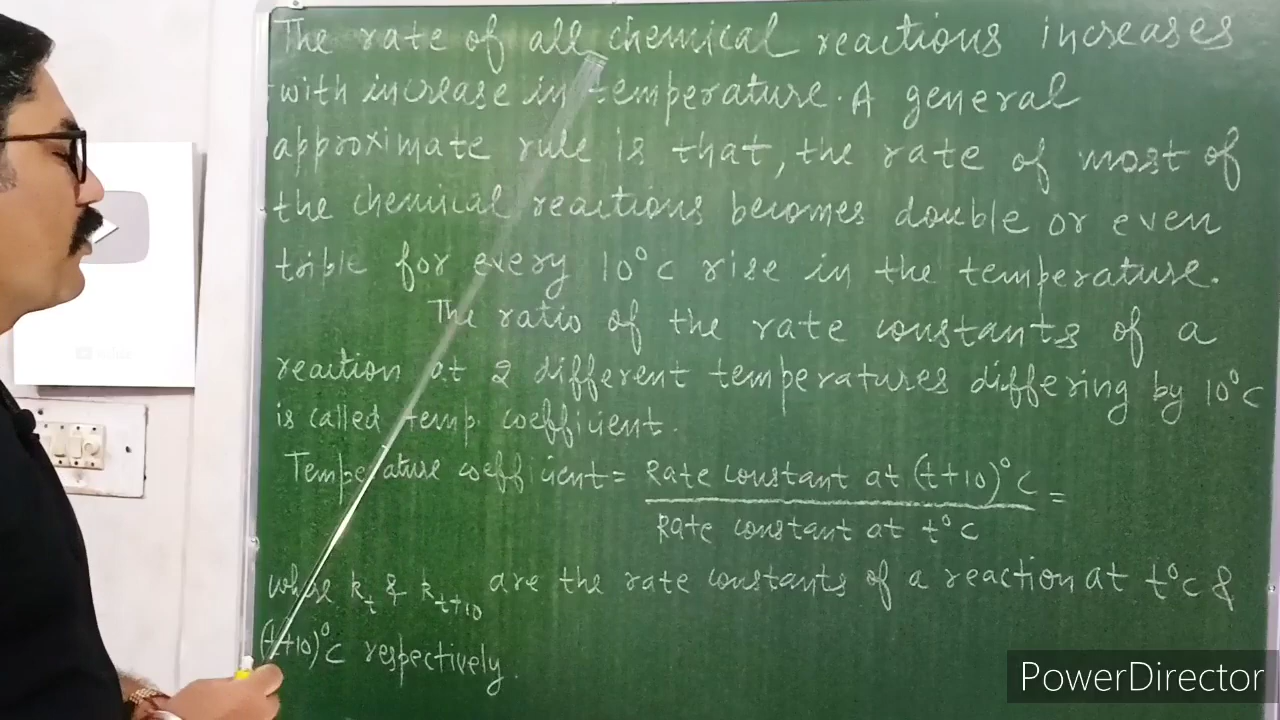 The rate of all chemical reactions increases
with increase in temperature. A general
approximate rule is that, the rate of most of
the chemical reactions becomes double or even
triple for every 10°C rise in the temperature.
The ratio of the rate constants of a
reaction at 2 different temperatures differing by 10°C
is called temp. coefficient.
Temperature coefficient = Rate constant at (t+10)°C =
Rate constant at t°C
where kt & kt+10 are the rate constants of a reaction at t°C &
(t+10)°C respectively.
PowerDirector